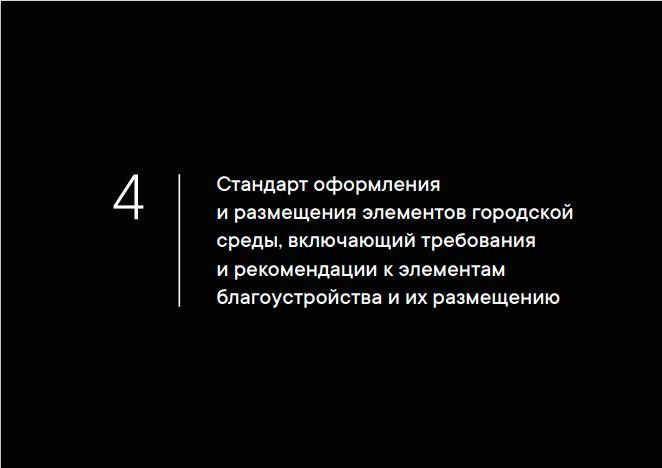 4
Стандарт оформления
и размещения элементов городской
среды, включающий требования
и рекомендации к элементам
благоустройства и их размещению